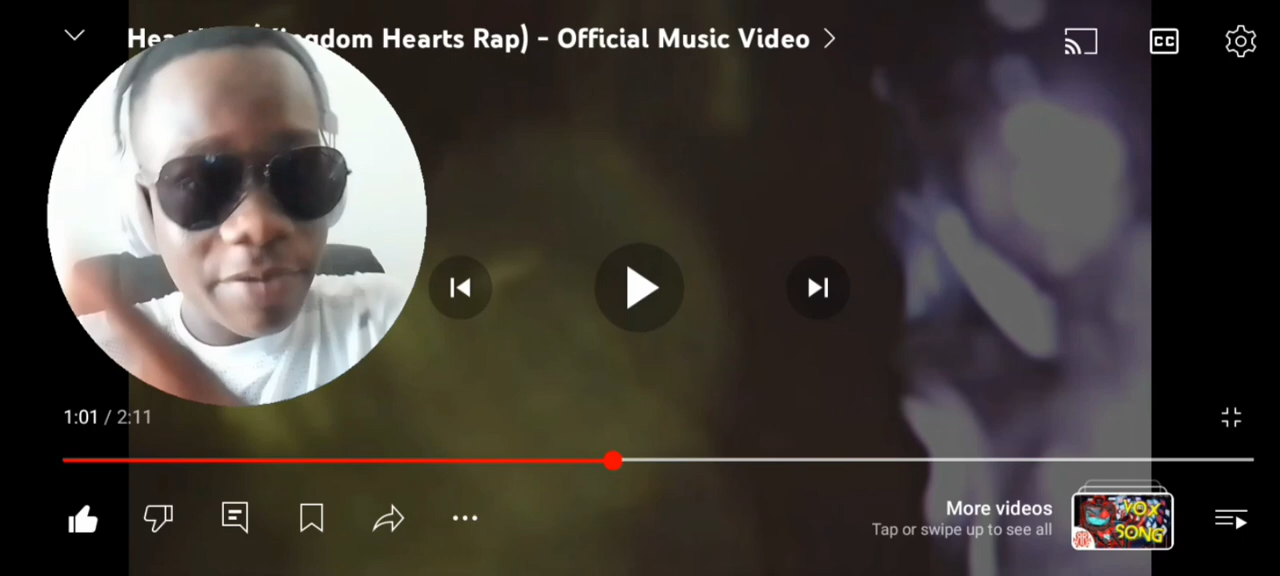 Kingdom Hearts Rap) - Official Music Video
CC
1:01 / 2:11
More videos
Tap or swipe up to see all
VOX
SONG